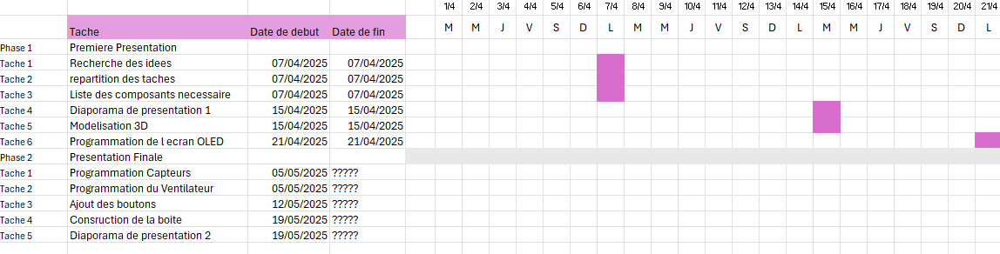 1/4 2/4 3/4 4/4 5/4 6/4 7/4 8/4 9/4 10/4 11/4 12/4 13/4 14/4 15/4 16/4 17/4 18/4 19/4 20/4 21/4
Tache Date de debut Date de fin M M J V S D L M M J V S D L M M J V S D L
Phase 1 Premiere Presentation
Tache 1 Recherche des idees 07/04/2025 07/04/2025
Tache 2 repartition des taches 07/04/2025 07/04/2025
Tache 3 Liste des composants necessaire 07/04/2025 07/04/2025
Tache 4 Diaporama de presentation 1 15/04/2025 15/04/2025
Tache 5 Modelisation 3D 15/04/2025 15/04/2025
Tache 6 Programmation de l ecran OLED 21/04/2025 21/04/2025
Phase 2 Presentation Finale
Tache 1 Programmation Capteurs 05/05/2025 ?????
Tache 2 Programmation du Ventilateur 05/05/2025 ?????
Tache 3 Ajout des boutons 12/05/2025 ?????
Tache 4 Consruction de la boite 19/05/2025 ?????
Tache 5 Diaporama de presentation 2 19/05/2025 ?????